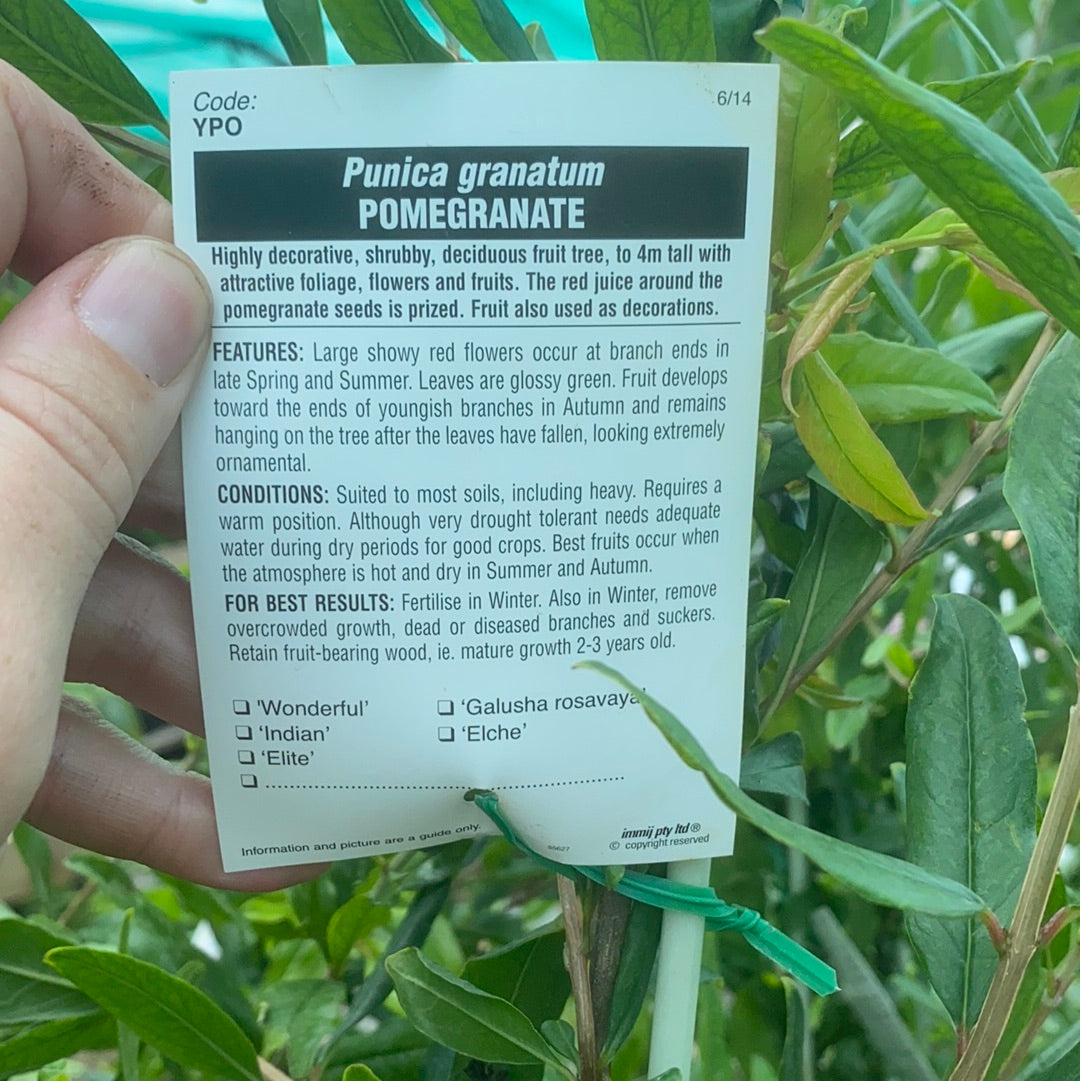 Code:
YPO
6/14
Punica granatum
POMEGRANATE
Highly decorative, shrubby, deciduous fruit tree, to 4m tall with
attractive foliage, flowers and fruits. The red juice around the
pomegranate seeds is prized. Fruit also used as decorations.
FEATURES: Large showy red flowers occur at branch ends in
late Spring and Summer. Leaves are glossy green. Fruit develops
toward the ends of youngish branches in Autumn and remains
hanging on the tree after the leaves have fallen, looking extremely
ornamental.
CONDITIONS: Suited to most soils, including heavy. Requires a
warm position. Although very drought tolerant needs adequate
water during dry periods for good crops. Best fruits occur when
the atmosphere is hot and dry in Summer and Autumn.
FOR BEST RESULTS: Fertilise in Winter. Also in Winter, remove
overcrowded growth, dead or diseased branches and suckers.
Retain fruit-bearing wood, ie. mature growth 2-3 years old.
❏ 'Wonderful' ❏ 'Galusha rosavaya'
❏ 'Indian' ❏ 'Elche'
❏ 'Elite'
❏ ..........................................................
Information and picture are a guide only.
immij pty ltd®
© copyright reserved